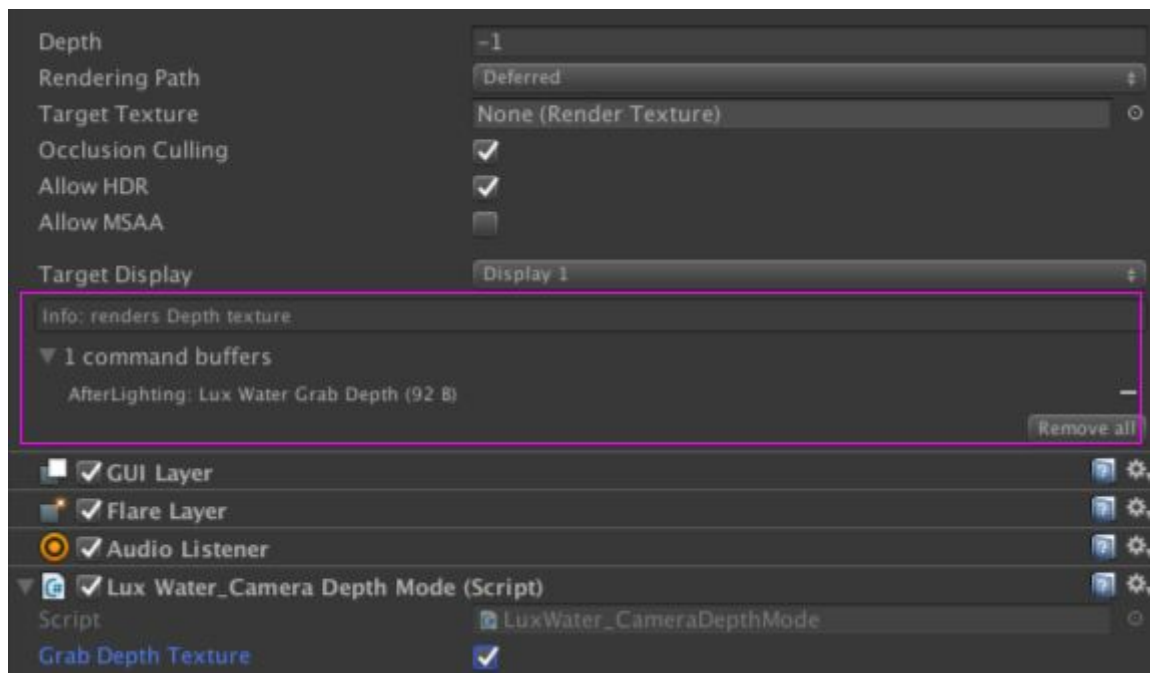 Depth -1
Rendering Path Deferred
Target Texture None (Render Texture)
Occlusion Culling
Allow HDR
Allow MSAA
Target Display Display 1
Info: renders Depth texture
1 command buffers
AfterLighting: Lux Water Grab Depth (92 B)
Remove all
GUI Layer
Flare Layer
Audio Listener
Lux Water_Camera Depth Mode (Script)
Script LuxWater_CameraDepthMode
Grab Depth Texture